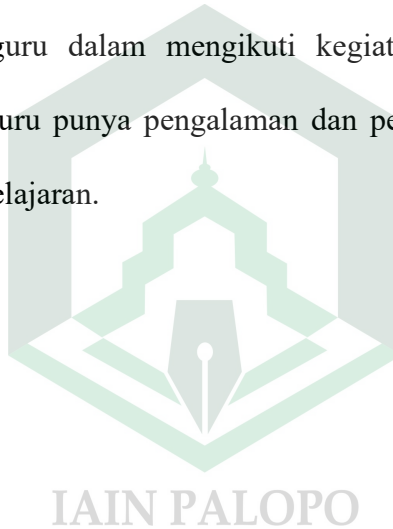 guru dalam mengikuti kegiat
uru punya pengalaman dan pe
elajaran.
IAIN PALOPO